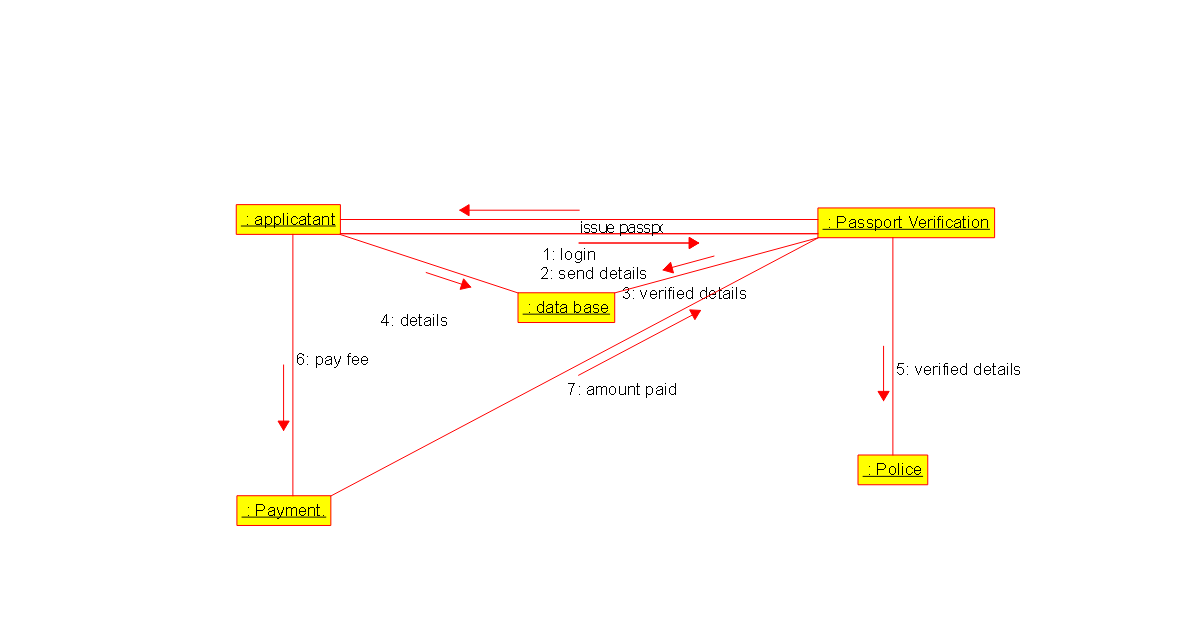 : applicatant
: Passport Verification
issue passpo
1: login
2: send details
3: verified details
: data base
4: details
6: pay fee
5: verified details
7: amount paid
: Police
: Payment.